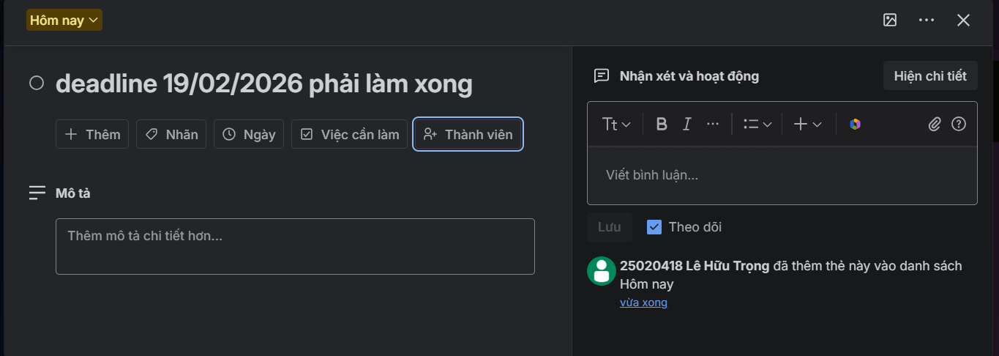 Hôm nay
deadline 19/02/2026 phải làm xong
Thêm
Nhãn
Ngày
Việc cần làm
Thành viên
Mô tả
Thêm mô tả chi tiết hơn...
Nhận xét và hoạt động
Hiện chi tiết
Tt
B
I
Viết bình luận...
Lưu
Theo dõi
25020418 Lê Hữu Trọng đã thêm thẻ này vào danh sách
Hôm nay
vừa xong